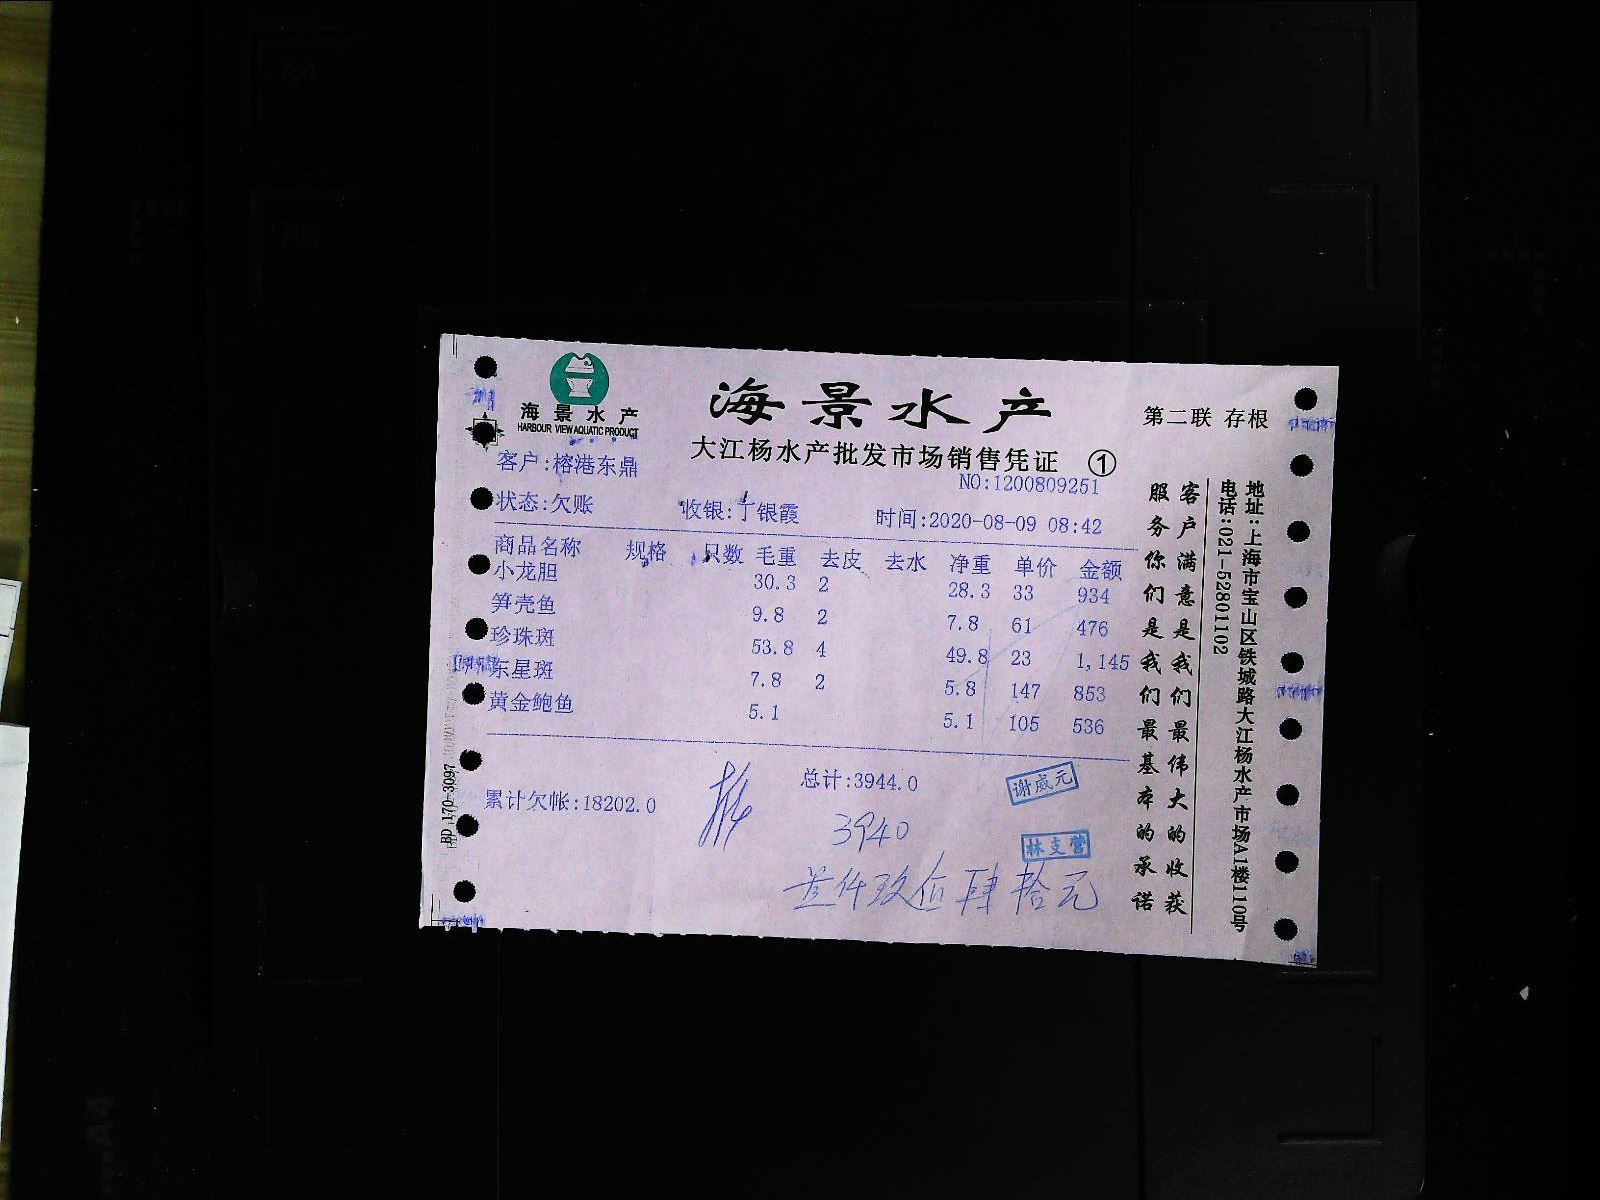 海景水产
HARBOUR VIEW AQUATIC PRODUCT
海景水产
第二联 存根
大江杨水产批发市场销售凭证 ①
客户:榕港东鼎
NO:1200809251
状态:欠账 收银:丁银霞 时间:2020-08-09 08:42
商品名称 规格 只数 毛重 去皮 去水 净重 单价 金额
小龙胆 30.3 2 28.3 33 934
笋壳鱼 9.8 2 7.8 61 476
珍珠斑 53.8 4 49.8 23 1,145
东星斑 7.8 2 5.8 147 853
黄金鲍鱼 5.1 5.1 105 536
总计:3944.0
累计欠帐:18202.0
3940
叁仟玖佰肆拾元
谢威元
林支营
客户满意是我们最伟大的收获
服务你们是我们最基本的承诺
地址:上海市宝山区铁城路大江杨水产市场A1楼110号
电话:021-52801102
BD 170-3097
A4
A5
A4